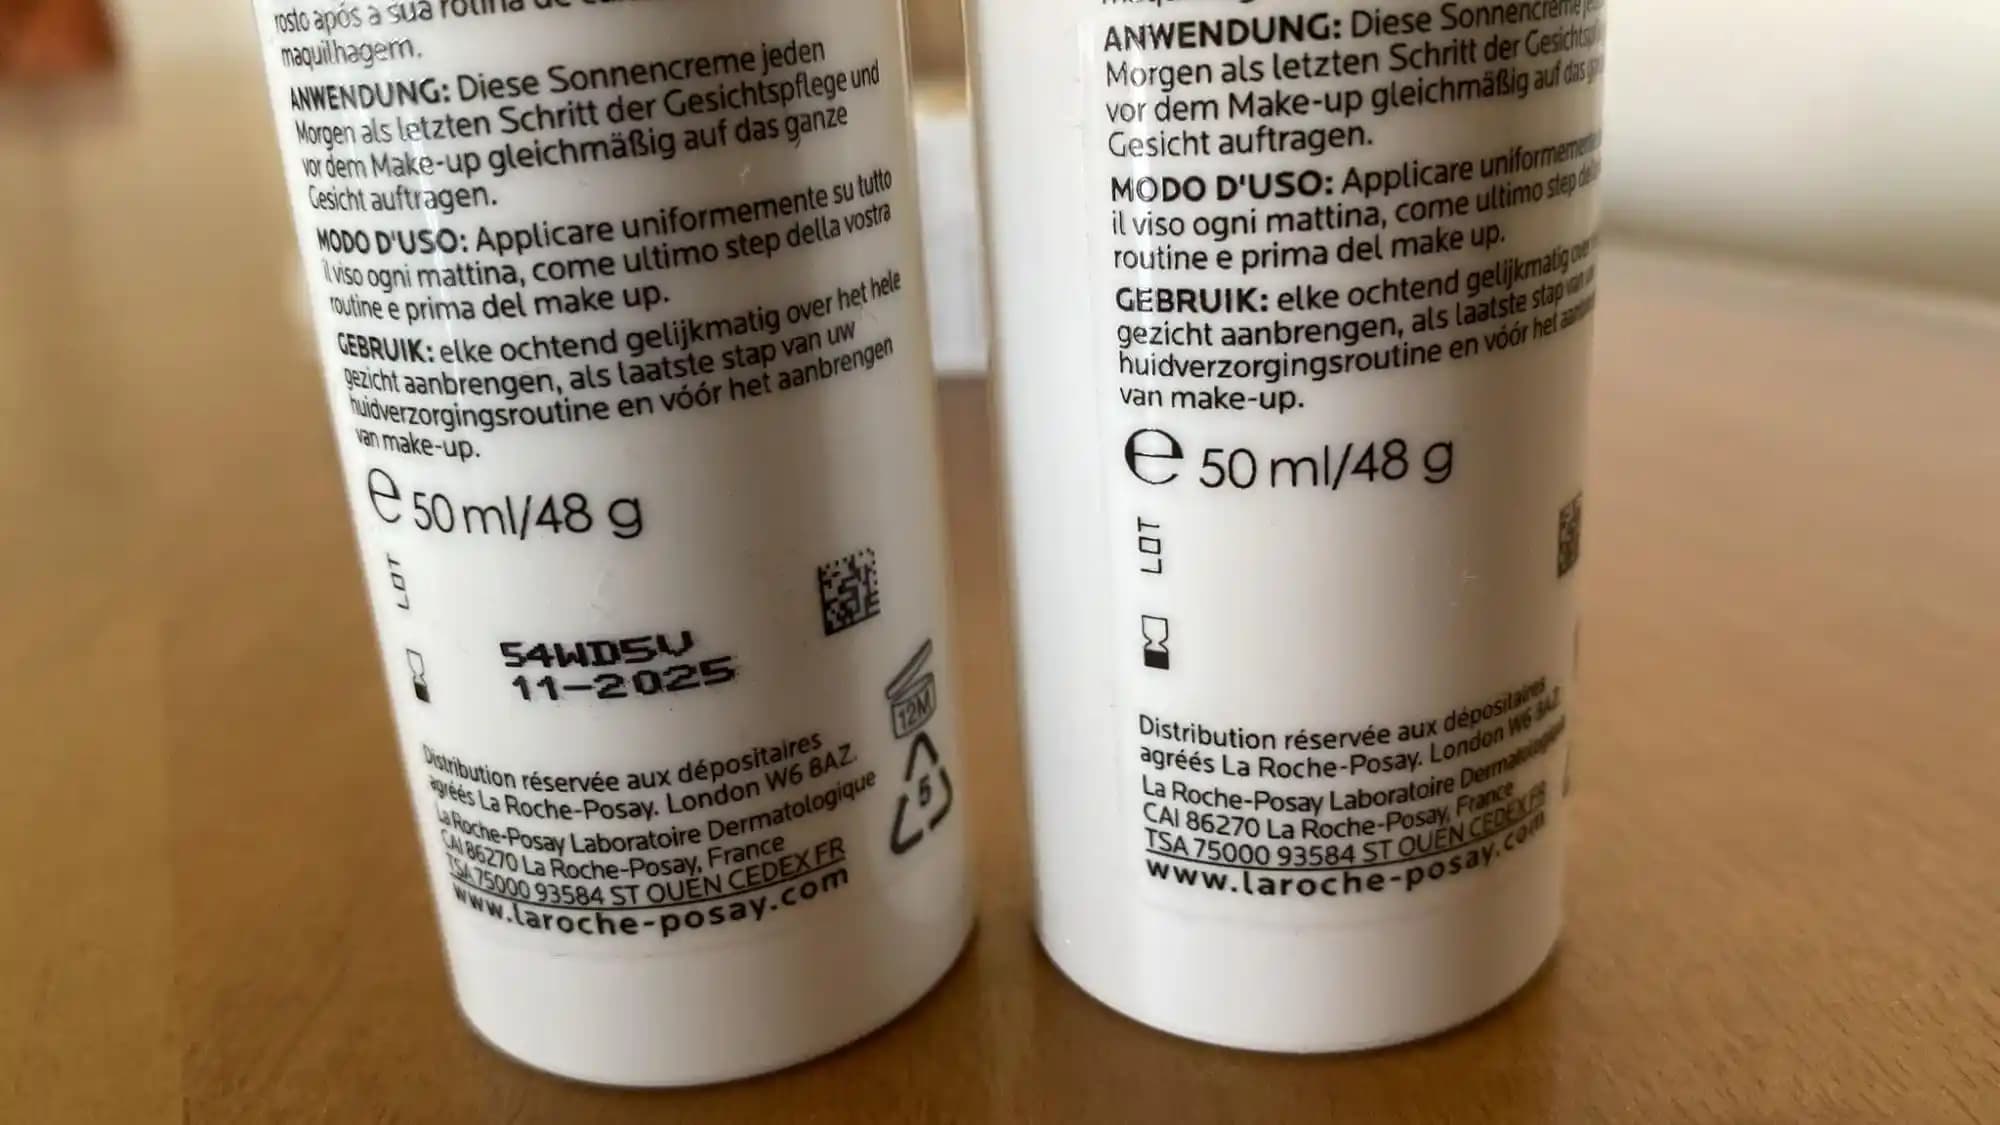 rosto após a sua rotina de
maquilhagem.
ANWENDUNG: Diese Sonnencreme jeden
Morgen als letzten Schritt der Gesichtspflege und
vor dem Make-up gleichmäßig auf das ganze
Gesicht auftragen.
MODO D'USO: Applicare uniformemente su tutto
il viso ogni mattina, come ultimo step della vostra
routine e prima del make up.
GEBRUIK: elke ochtend gelijkmatig over het hele
gezicht aanbrengen, als laatste stap van uw
huidverzorgingsroutine en vóór het aanbrengen
van make-up.
e 50 ml/48 g
LOT
54WD5V
11-2025
12M
5
Distribution réservée aux dépositaires
agréés La Roche-Posay. London W6 8AZ.
La Roche-Posay Laboratoire Dermatologique
CAI 86270 La Roche-Posay, France
TSA 75000 93584 ST OUEN CEDEX FR
www.laroche-posay.com
ANWENDUNG: Diese Sonnencreme
Morgen als letzten Schritt der
vor dem Make-up gleichmäßig auf das
Gesicht auftragen.
MODO D'USO: Applicare uniformemente
il viso ogni mattina, come ultimo step
routine e prima del make up.
GEBRUIK: elke ochtend gelijkmatig over
gezicht aanbrengen, als laatste stap van uw
huidverzorgingsroutine en vóór het
van make-up.
e 50 ml/48 g
LOT
Distribution réservée aux dépositaires
agréés La Roche-Posay. London W6 8AZ.
La Roche-Posay Laboratoire Dermatologique
CAI 86270 La Roche-Posay, France
TSA 75000 93584 ST OUEN CEDEX FR
www.laroche-posay.com